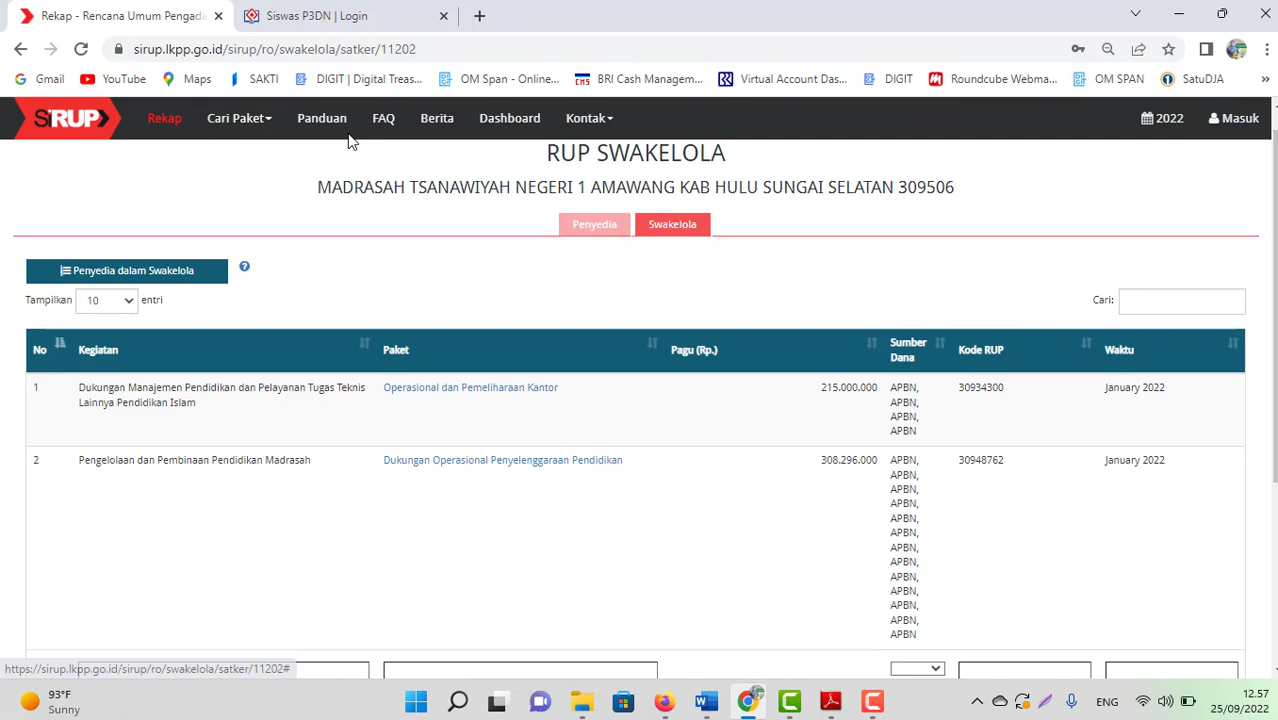 Rekap - Rencana Umum Pengada
Siswas P3DN | Login
sirup.lkpp.go.id/sirup/ro/swakelola/satker/11202
Gmail YouTube Maps SAKTI DIGIT | Digital Treas... OM Span - Online... BRI Cash Managem... Virtual Account Das... DIGIT Roundcube Webma... OM SPAN SatuDJA »
SiRUP Rekap Cari Paket Panduan FAQ Berita Dashboard Kontak 2022 Masuk
RUP SWAKELOLA
MADRASAH TSANAWIYAH NEGERI 1 AMAWANG KAB HULU SUNGAI SELATAN 309506
Penyedia Swakelola
Penyedia dalam Swakelola
Tampilkan 10 entri Cari:
No Kegiatan Paket Pagu (Rp.) Sumber Dana Kode RUP Waktu
1 Dukungan Manajemen Pendidikan dan Pelayanan Tugas Teknis Operasional dan Pemeliharaan Kantor 215.000.000 APBN, 30934300 January 2022
Lainnya Pendidikan Islam APBN,
APBN,
APBN
2 Pengelolaan dan Pembinaan Pendidikan Madrasah Dukungan Operasional Penyelenggaraan Pendidikan 308.296.000 APBN, 30948762 January 2022
APBN,
APBN,
APBN,
APBN,
APBN,
APBN,
APBN,
APBN,
APBN,
APBN,
APBN,
APBN
https://sirup.lkpp.go.id/sirup/ro/swakelola/satker/11202#
93°F
Sunny
ENG
12.57
25/09/2022